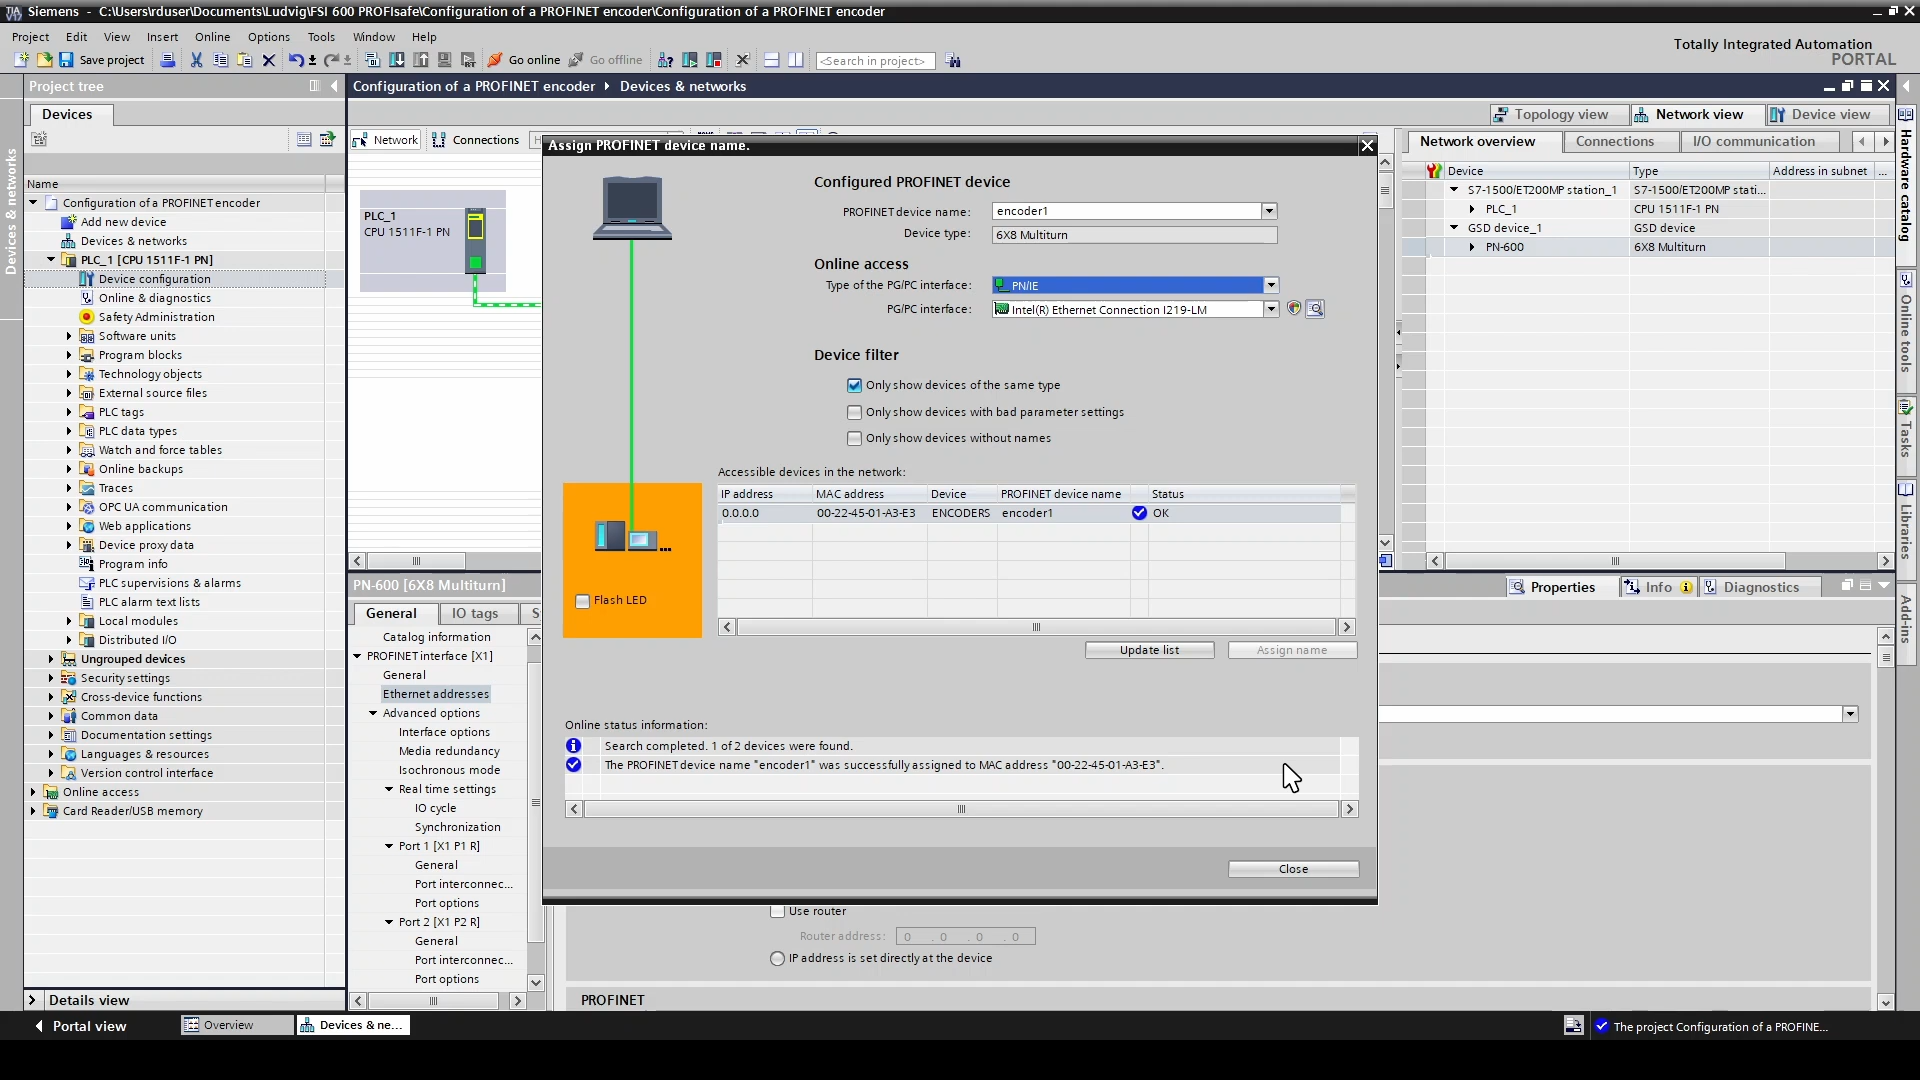 Siemens - C:\Users\rduser\Documents\Ludvig\FSI 600 PROFIsafe\Configuration of a PROFINET encoder\Configuration of a PROFINET encoder
Project Edit View Insert Online Options Tools Window Help
Totally Integrated Automation
PORTAL
Save project
Go online
Go offline
<Search in project>
Project tree
Devices
Devices & networks
Name
Configuration of a PROFINET encoder
Add new device
Devices & networks
PLC_1 [CPU 1511F-1 PN]
Device configuration
Online & diagnostics
Safety Administration
Software units
Program blocks
Technology objects
External source files
PLC tags
PLC data types
Watch and force tables
Online backups
Traces
OPC UA communication
Web applications
Device proxy data
Program info
PLC supervisions & alarms
PLC alarm text lists
Local modules
Distributed I/O
Ungrouped devices
Security settings
Cross-device functions
Common data
Documentation settings
Languages & resources
Version control interface
Online access
Card Reader/USB memory
Details view
Configuration of a PROFINET encoder Devices & networks
Topology view Network view Device view
Network Connections
PLC_1
CPU 1511F-1 PN
Assign PROFINET device name.
Configured PROFINET device
PROFINET device name: encoder1
Device type: 6X8 Multiturn
Online access
Type of the PG/PC interface: PN/IE
PG/PC interface: Intel(R) Ethernet Connection I219-LM
Device filter
Only show devices of the same type
Only show devices with bad parameter settings
Only show devices without names
Accessible devices in the network:
IP address MAC address Device PROFINET device name Status
0.0.0.0 00-22-45-01-A3-E3 ENCODERS encoder1 OK
Flash LED
Update list Assign name
Online status information:
Search completed. 1 of 2 devices were found.
The PROFINET device name "encoder1" was successfully assigned to MAC address "00-22-45-01-A3-E3".
Close
Network overview Connections I/O communication
Device Type Address in subnet ...
S7-1500/ET200MP station_1 S7-1500/ET200MP stati...
PLC_1 CPU 1511F-1 PN
GSD device_1 GSD device
PN-600 6X8 Multiturn
Hardware catalog
Online tools
Tasks
Libraries
Add-ins
PN-600 [6X8 Multiturn]
Properties Info Diagnostics
General IO tags S
Catalog information
PROFINET interface [X1]
General
Ethernet addresses
Advanced options
Interface options
Media redundancy
Isochronous mode
Real time settings
IO cycle
Synchronization
Port 1 [X1 P1 R]
General
Port interconnec...
Port options
Port 2 [X1 P2 R]
General
Port interconnec...
Port options
Use router
Router address: 0 . 0 . 0 . 0
IP address is set directly at the device
PROFINET
Portal view Overview Devices & ne... The project Configuration of a PROFINE...